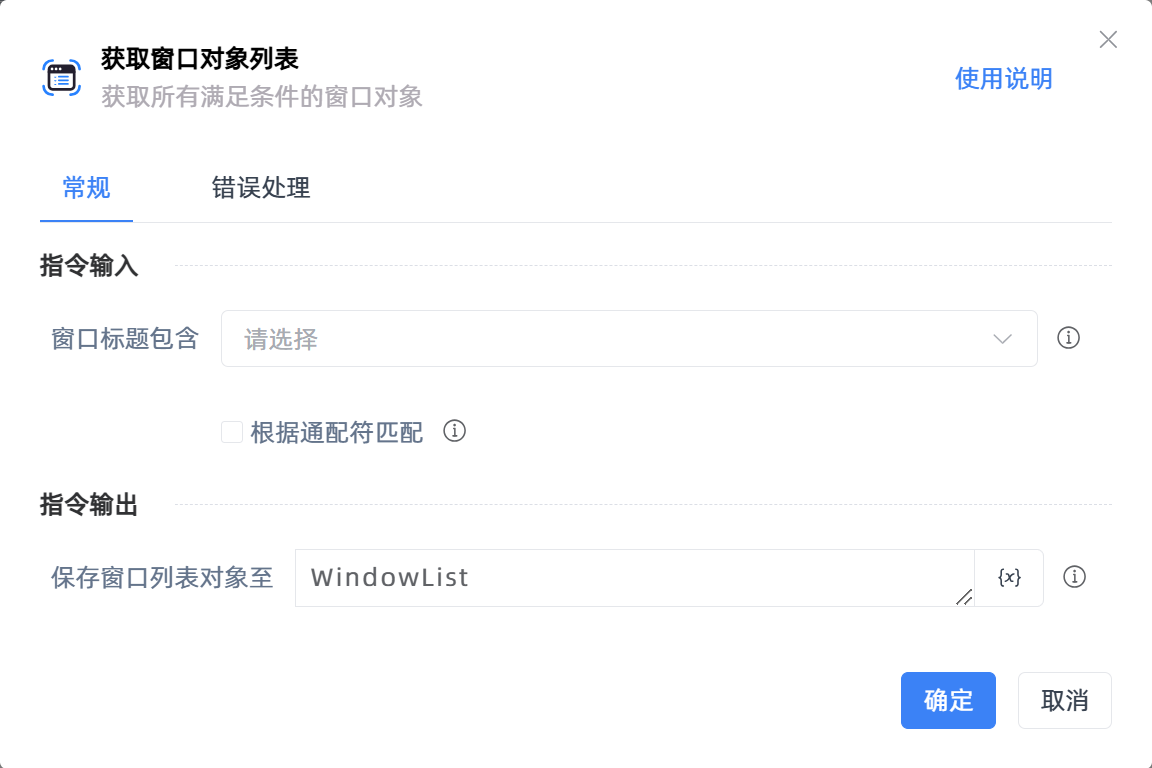 获取窗口对象列表
获取所有满足条件的窗口对象
使用说明
常规
错误处理
指令输入
窗口标题包含
请选择
根据通配符匹配
指令输出
保存窗口列表对象至
WindowList
{x}
确定
取消